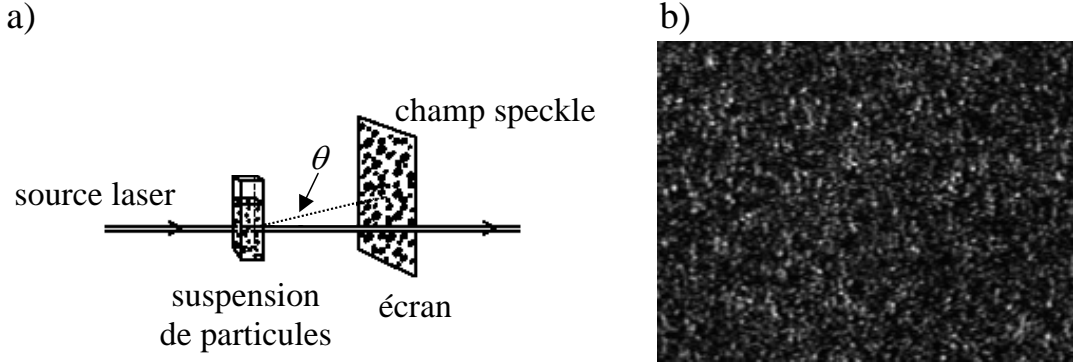 a)
b)
champ speckle
θ
source laser
suspension
de particules
écran